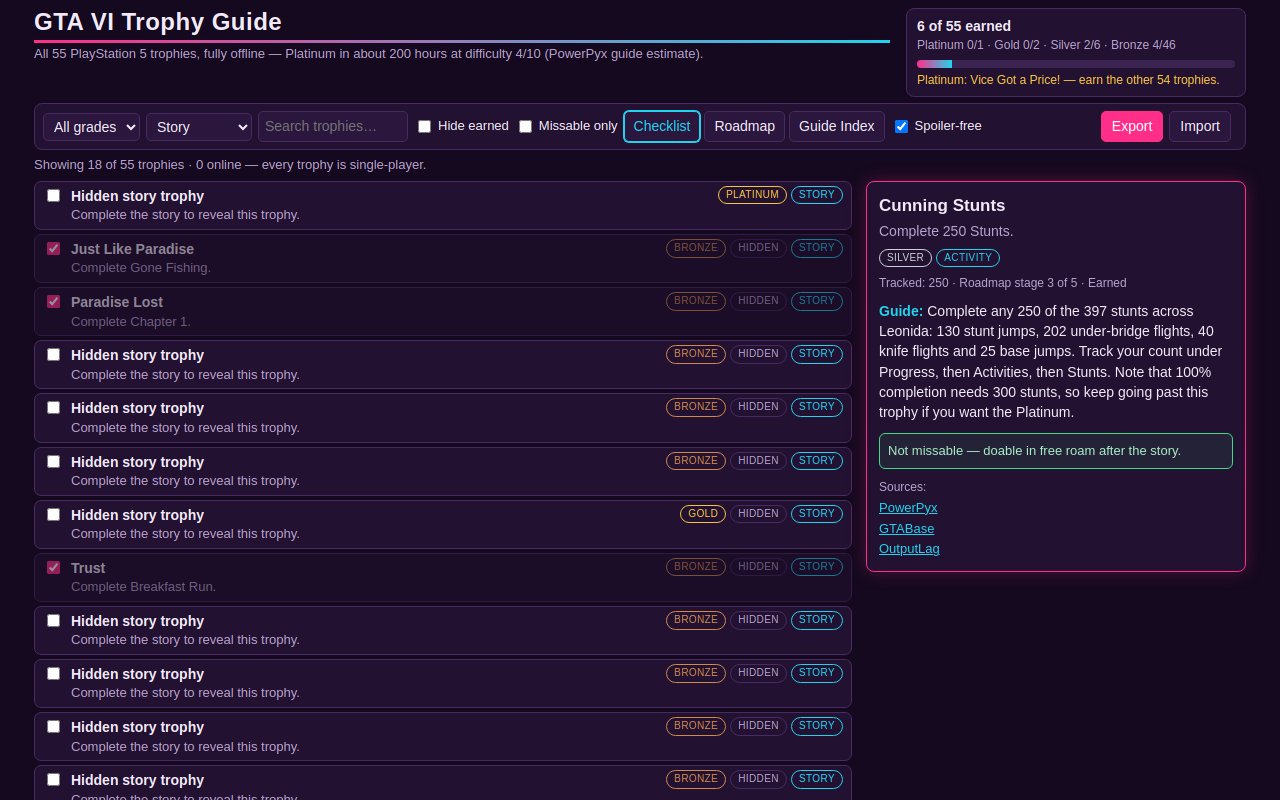 GTA VI Trophy Guide
All 55 PlayStation 5 trophies, fully offline — Platinum in about 200 hours at difficulty 4/10 (PowerPyx guide estimate).
6 of 55 earned
Platinum 0/1 · Gold 0/2 · Silver 2/6 · Bronze 4/46
Platinum: Vice Got a Price! — earn the other 54 trophies.
All grades Story Search trophies… Hide earned Missable only Checklist Roadmap Guide Index Spoiler-free Export Import
Showing 18 of 55 trophies · 0 online — every trophy is single-player.
Hidden story trophy PLATINUM STORY
Complete the story to reveal this trophy.
Just Like Paradise BRONZE HIDDEN STORY
Complete Gone Fishing.
Paradise Lost BRONZE HIDDEN STORY
Complete Chapter 1.
Hidden story trophy BRONZE HIDDEN STORY
Complete the story to reveal this trophy.
Hidden story trophy BRONZE HIDDEN STORY
Complete the story to reveal this trophy.
Hidden story trophy BRONZE HIDDEN STORY
Complete the story to reveal this trophy.
Hidden story trophy GOLD HIDDEN STORY
Complete the story to reveal this trophy.
Trust BRONZE HIDDEN STORY
Complete Breakfast Run.
Hidden story trophy BRONZE HIDDEN STORY
Complete the story to reveal this trophy.
Hidden story trophy BRONZE HIDDEN STORY
Complete the story to reveal this trophy.
Hidden story trophy BRONZE HIDDEN STORY
Complete the story to reveal this trophy.
Hidden story trophy BRONZE HIDDEN STORY
Complete the story to reveal this trophy.
Cunning Stunts
Complete 250 Stunts.
SILVER ACTIVITY
Tracked: 250 · Roadmap stage 3 of 5 · Earned
Guide: Complete any 250 of the 397 stunts across
Leonida: 130 stunt jumps, 202 under-bridge flights, 40
knife flights and 25 base jumps. Track your count under
Progress, then Activities, then Stunts. Note that 100%
completion needs 300 stunts, so keep going past this
trophy if you want the Platinum.
Not missable — doable in free roam after the story.
Sources:
PowerPyx
GTABase
OutputLag